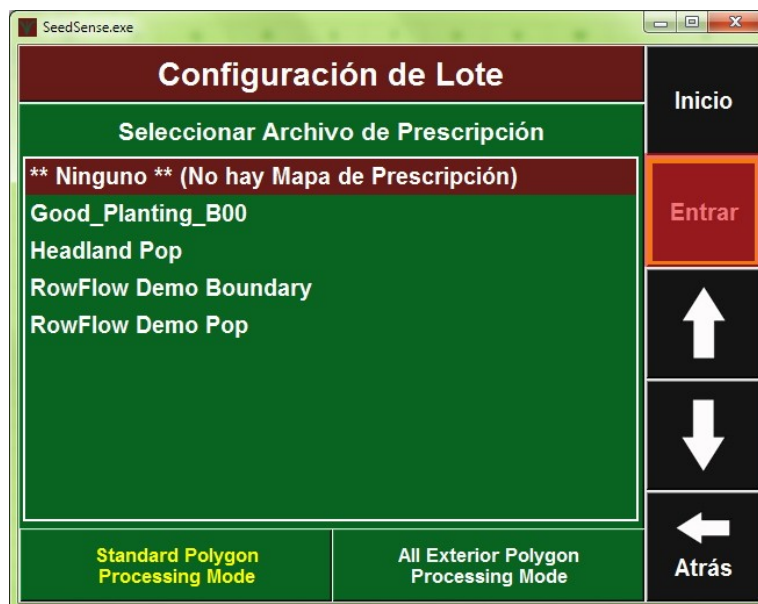 SeedSense.exe
Configuración de Lote
Seleccionar Archivo de Prescripción
** Ninguno ** (No hay Mapa de Prescripción)
Good_Planting_B00
Headland Pop
RowFlow Demo Boundary
RowFlow Demo Pop
Standard Polygon
Processing Mode
All Exterior Polygon
Processing Mode
Inicio
Entrar
Atrás